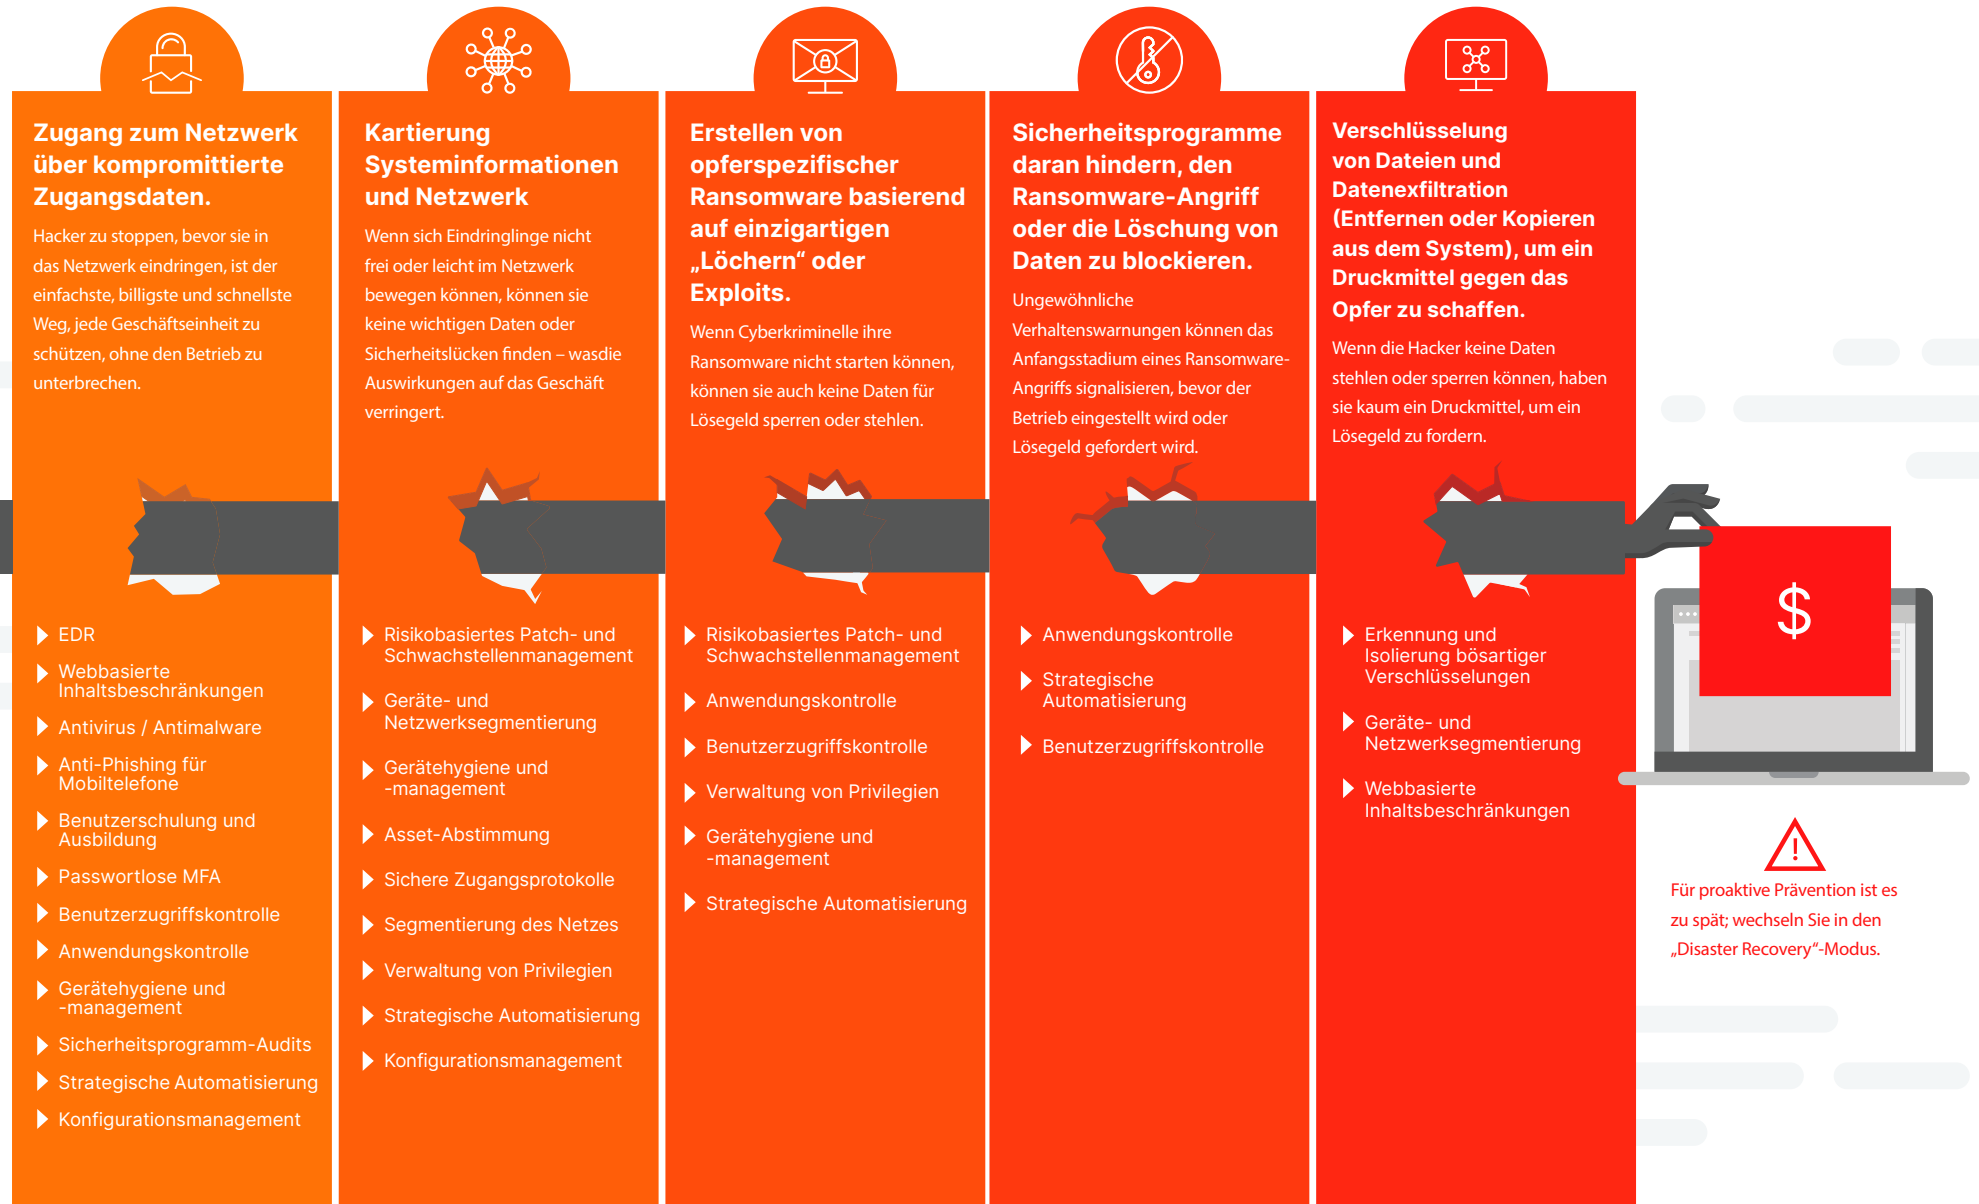 Zugang zum Netzwerk
über kompromittierte
Zugangsdaten.
Hacker zu stoppen, bevor sie in
das Netzwerk eindringen, ist der
einfachste, billigste und schnellste
Weg, jede Geschäftseinheit zu
schützen, ohne den Betrieb zu
unterbrechen.
EDR
Webbasierte
Inhaltsbeschränkungen
Antivirus / Antimalware
Anti-Phishing für
Mobiltelefone
Benutzerschulung und
Ausbildung
Passwortlose MFA
Benutzerzugriffskontrolle
Anwendungskontrolle
Gerätehygiene und
-management
Sicherheitsprogramm-Audits
Strategische Automatisierung
Konfigurationsmanagement
Kartierung
Systeminformationen
und Netzwerk
Wenn sich Eindringlinge nicht
frei oder leicht im Netzwerk
bewegen können, können sie
keine wichtigen Daten oder
Sicherheitslücken finden – wasdie
Auswirkungen auf das Geschäft
verringert.
Risikobasiertes Patch- und
Schwachstellenmanagement
Geräte- und
Netzwerksegmentierung
Gerätehygiene und
-management
Asset-Abstimmung
Sichere Zugangsprotokolle
Segmentierung des Netzes
Verwaltung von Privilegien
Strategische Automatisierung
Konfigurationsmanagement
Erstellen von
opferspezifischer
Ransomware basierend
auf einzigartigen
„Löchern“ oder
Exploits.
Wenn Cyberkriminelle ihre
Ransomware nicht starten können,
können sie auch keine Daten für
Lösegeld sperren oder stehlen.
Risikobasiertes Patch- und
Schwachstellenmanagement
Anwendungskontrolle
Benutzerzugriffskontrolle
Verwaltung von Privilegien
Gerätehygiene und
-management
Strategische Automatisierung
Sicherheitsprogramme
daran hindern, den
Ransomware-Angriff
oder die Löschung von
Daten zu blockieren.
Ungewöhnliche
Verhaltenswarnungen können das
Anfangsstadium eines Ransomware-
Angriffs signalisieren, bevor der
Betrieb eingestellt wird oder
Lösegeld gefordert wird.
Anwendungskontrolle
Strategische
Automatisierung
Benutzerzugriffskontrolle
Verschlüsselung
von Dateien und
Datenexfiltration
(Entfernen oder Kopieren
aus dem System), um ein
Druckmittel gegen das
Opfer zu schaffen.
Wenn die Hacker keine Daten
stehlen oder sperren können, haben
sie kaum ein Druckmittel, um ein
Lösegeld zu fordern.
Erkennung und
Isolierung bösartiger
Verschlüsselungen
Geräte- und
Netzwerksegmentierung
Webbasierte
Inhaltsbeschränkungen
$
!
Für proaktive Prävention ist es
zu spät; wechseln Sie in den
„Disaster Recovery“-Modus.